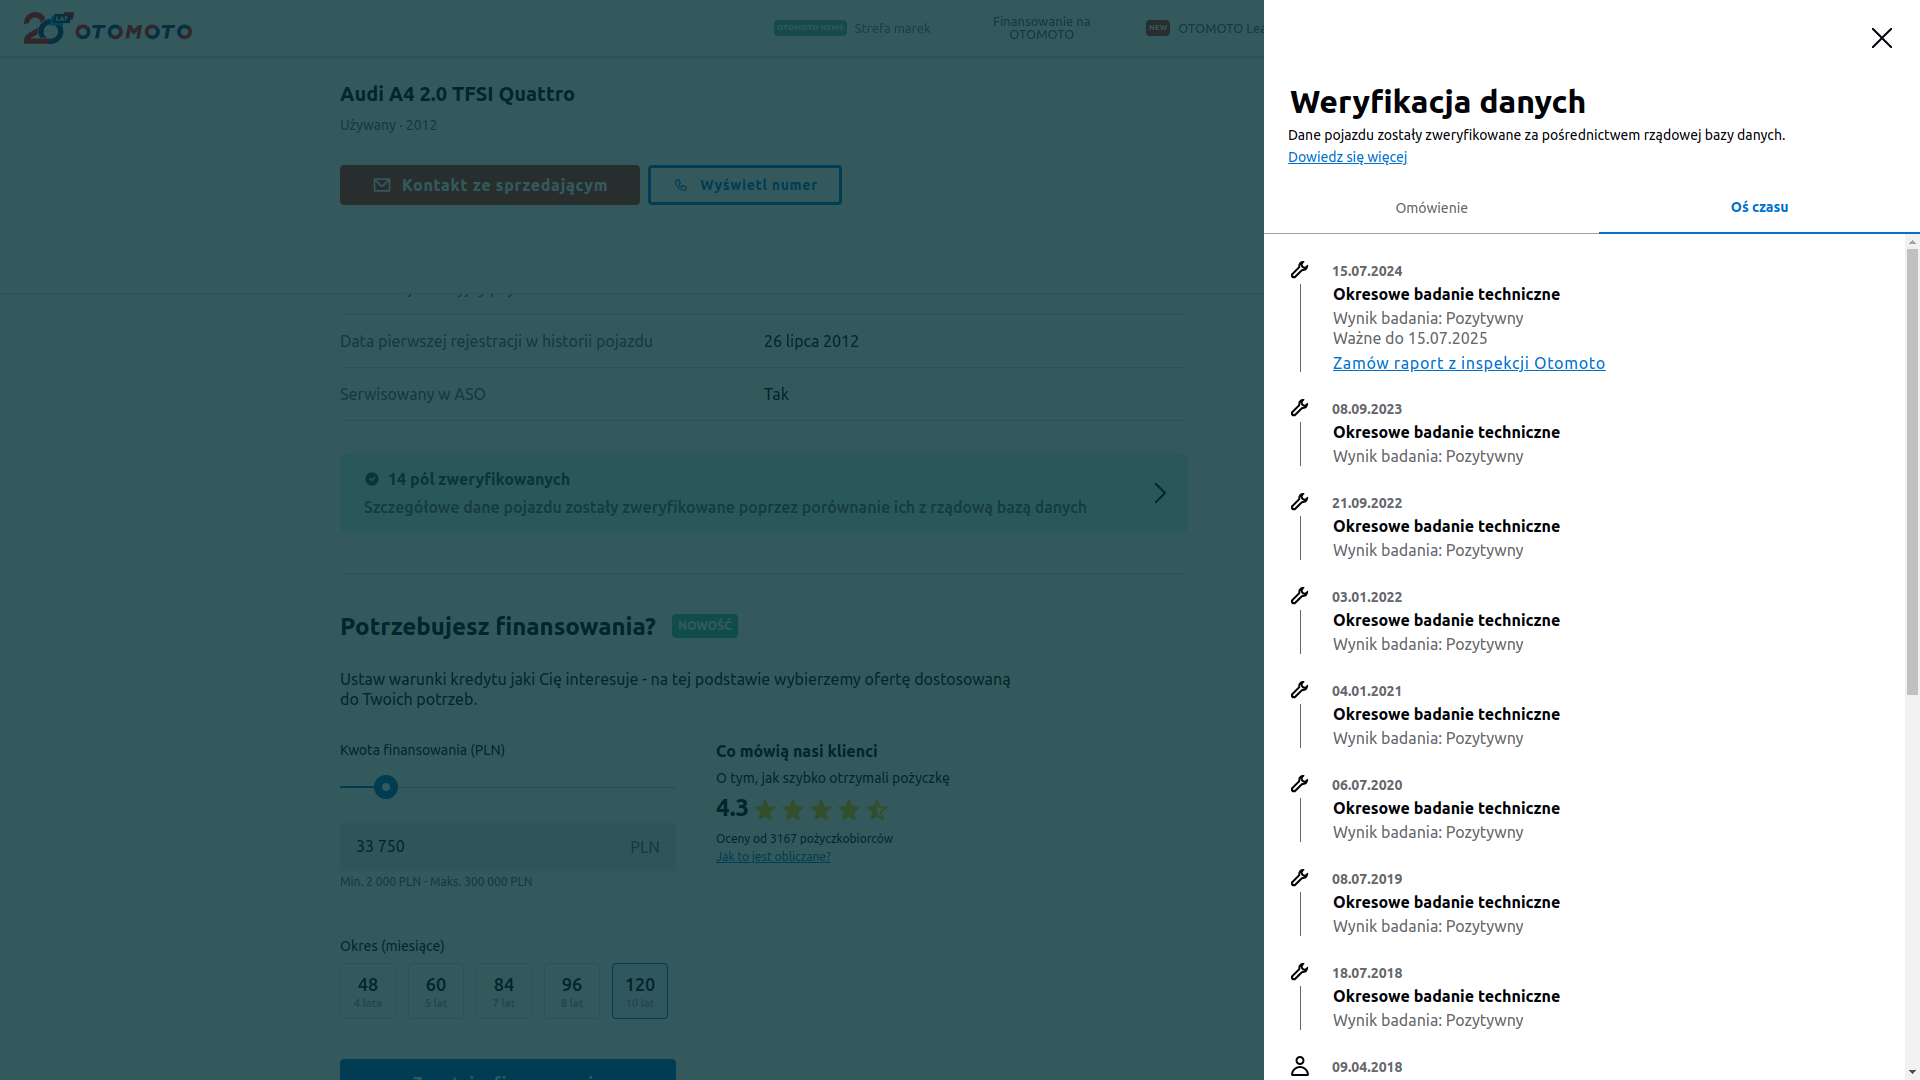 20 LAT OTOMOTO
OTOMOTO NEWS Strefa marek
Finansowanie na
OTOMOTO
NEW OTOMOTO Lea
Audi A4 2.0 TFSI Quattro
Używany · 2012
Kontakt ze sprzedającym
Wyświetl numer
Data pierwszej rejestracji w historii pojazdu 26 lipca 2012
Serwisowany w ASO Tak
14 pól zweryfikowanych
Szczegółowe dane pojazdu zostały zweryfikowane poprzez porównanie ich z rządową bazą danych
Potrzebujesz finansowania? NOWOŚĆ
Ustaw warunki kredytu jaki Cię interesuje - na tej podstawie wybierzemy ofertę dostosowaną
do Twoich potrzeb.
Kwota finansowania (PLN)
33 750 PLN
Min. 2 000 PLN - Maks. 300 000 PLN
Co mówią nasi klienci
O tym, jak szybko otrzymali pożyczkę
4.3
Oceny od 3167 pożyczkobiorców
Jak to jest obliczane?
Okres (miesiące)
48 60 84 96 120
4 lata 5 lat 7 lat 8 lat 10 lat
Weryfikacja danych
Dane pojazdu zostały zweryfikowane za pośrednictwem rządowej bazy danych.
Dowiedz się więcej
Omówienie Oś czasu
15.07.2024
Okresowe badanie techniczne
Wynik badania: Pozytywny
Ważne do 15.07.2025
Zamów raport z inspekcji Otomoto
08.09.2023
Okresowe badanie techniczne
Wynik badania: Pozytywny
21.09.2022
Okresowe badanie techniczne
Wynik badania: Pozytywny
03.01.2022
Okresowe badanie techniczne
Wynik badania: Pozytywny
04.01.2021
Okresowe badanie techniczne
Wynik badania: Pozytywny
06.07.2020
Okresowe badanie techniczne
Wynik badania: Pozytywny
08.07.2019
Okresowe badanie techniczne
Wynik badania: Pozytywny
18.07.2018
Okresowe badanie techniczne
Wynik badania: Pozytywny
09.04.2018